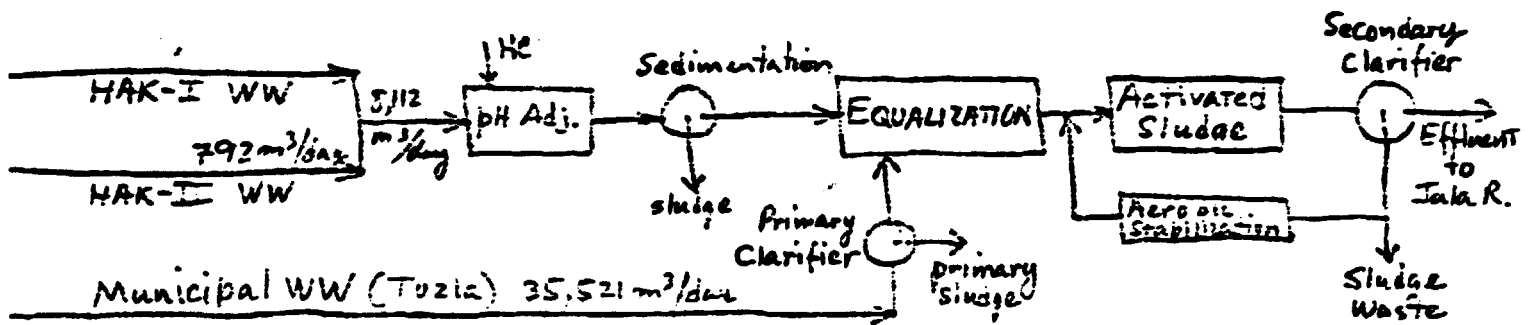 HAK-I WW
792 m³/day
HAK-II WW
5,112
m³/day
pH Adj.
Sedimentation
sludge
EQUALIZATION
Primary
Clarifier
primary
sludge
Municipal WW (Tuzla) 35,521 m³/day
Activated
Sludge
Secondary
Clarifier
Effluent
to
Jala R.
Stabilization
Sludge
Waste